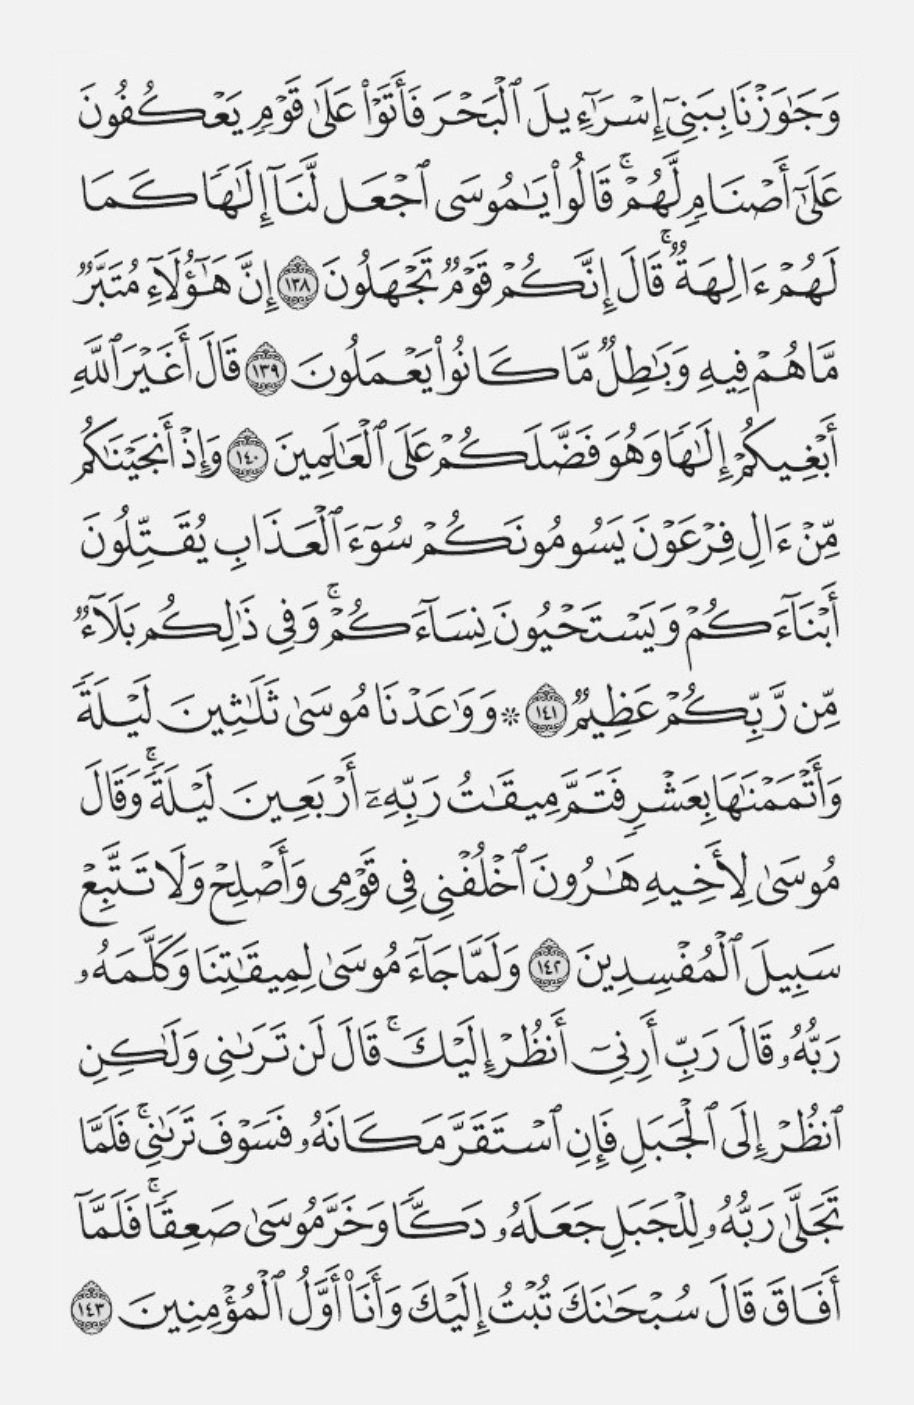 وَجَٰوَزْنَا بِبَنِىٓ إِسْرَٰٓءِيلَ ٱلْبَحْرَ فَأَتَوْا۟ عَلَىٰ قَوْمٍ يَعْكُفُونَ
عَلَىٰٓ أَصْنَامٍ لَّهُمْ ۚ قَالُوا۟ يَٰمُوسَى ٱجْعَل لَّنَآ إِلَٰهًا كَمَا
لَهُمْ ءَالِهَةٌ ۚ قَالَ إِنَّكُمْ قَوْمٌ تَجْهَلُونَ ١٣٨ إِنَّ هَٰٓؤُلَآءِ مُتَبَّرٌ
مَّا هُمْ فِيهِ وَبَٰطِلٌ مَّا كَانُوا۟ يَعْمَلُونَ ١٣٩ قَالَ أَغَيْرَ ٱللَّهِ
أَبْغِيكُمْ إِلَٰهًا وَهُوَ فَضَّلَكُمْ عَلَى ٱلْعَٰلَمِينَ ١٤٠ وَإِذْ أَنجَيْنَٰكُم
مِّنْ ءَالِ فِرْعَوْنَ يَسُومُونَكُمْ سُوٓءَ ٱلْعَذَابِ يُقَتِّلُونَ
أَبْنَآءَكُمْ وَيَسْتَحْيُونَ نِسَآءَكُمْ ۚ وَفِى ذَٰلِكُم بَلَآءٌ
مِّن رَّبِّكُمْ عَظِيمٌ ١٤١ ۞ وَوَٰعَدْنَا مُوسَىٰ ثَلَٰثِينَ لَيْلَةً
وَأَتْمَمْنَٰهَا بِعَشْرٍ فَتَمَّ مِيقَٰتُ رَبِّهِۦٓ أَرْبَعِينَ لَيْلَةً ۚ وَقَالَ
مُوسَىٰ لِأَخِيهِ هَٰرُونَ ٱخْلُفْنِى فِى قَوْمِى وَأَصْلِحْ وَلَا تَتَّبِعْ
سَبِيلَ ٱلْمُفْسِدِينَ ١٤٢ وَلَمَّا جَآءَ مُوسَىٰ لِمِيقَٰتِنَا وَكَلَّمَهُۥ
رَبُّهُۥ قَالَ رَبِّ أَرِنِىٓ أَنظُرْ إِلَيْكَ ۚ قَالَ لَن تَرَىٰنِى وَلَٰكِنِ
ٱنظُرْ إِلَى ٱلْجَبَلِ فَإِنِ ٱسْتَقَرَّ مَكَانَهُۥ فَسَوْفَ تَرَىٰنِى ۚ فَلَمَّا
تَجَلَّىٰ رَبُّهُۥ لِلْجَبَلِ جَعَلَهُۥ دَكًّا وَخَرَّ مُوسَىٰ صَعِقًا ۚ فَلَمَّآ
أَفَاقَ قَالَ سُبْحَٰنَكَ تُبْتُ إِلَيْكَ وَأَنَا۠ أَوَّلُ ٱلْمُؤْمِنِينَ ١٤٣